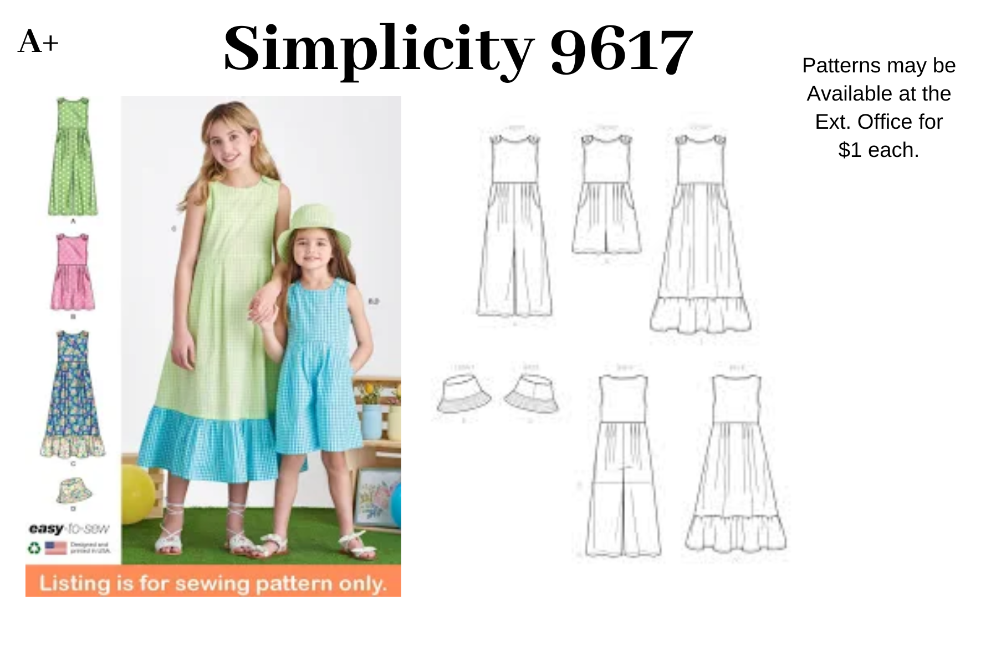 A+
Simplicity 9617
Patterns may be
Available at the
Ext. Office for
$1 each.
A
B
C
D
C
B,D
easy-to-sew
Designed and
printed in USA.
Listing is for sewing pattern only.